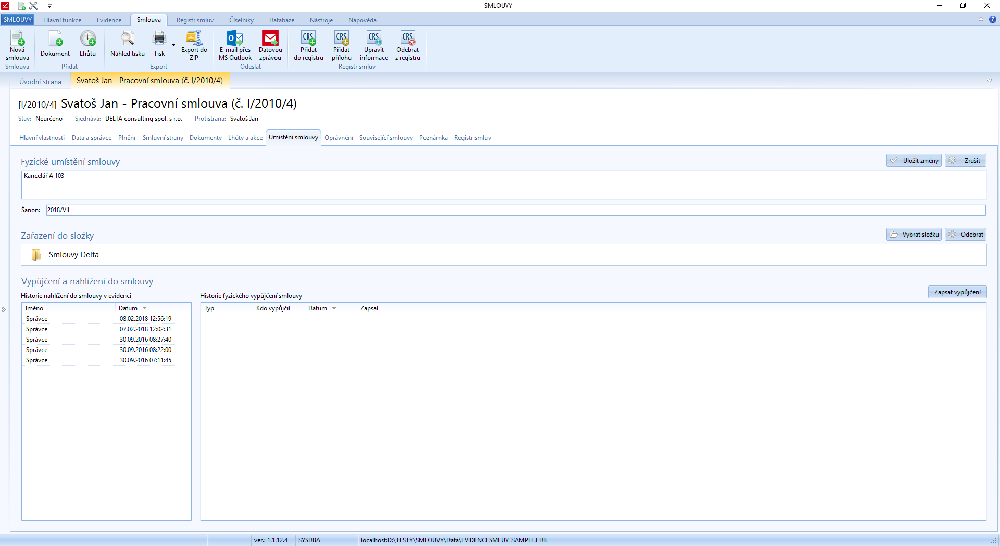 SMLOUVY
SMLOUVY Hlavní funkce Evidence Smlouva Registr smluv Číselníky Databáze Nástroje Nápověda
Nová smlouva
Dokument
Lhůtu
Náhled tisku
Tisk
Export do ZIP
E-mail přes MS Outlook
Datovou zprávou
CRS Přidat do registru
CRS Přidat přílohu
CRS Upravit informace
CRS Odebrat z registru
Smlouva Přidat Export Odeslat Registr smluv
Úvodní strana Svatoš Jan - Pracovní smlouva (č. I/2010/4)
[I/2010/4] Svatoš Jan - Pracovní smlouva (č. I/2010/4)
Stav: Neurčeno Sjednává: DELTA consulting spol. s r.o. Protistrana: Svatoš Jan
Hlavní vlastnosti Data a správce Plnění Smluvní strany Dokumenty Lhůty a akce Umístění smlouvy Oprávnění Související smlouvy Poznámka Registr smluv
Fyzické umístění smlouvy Uložit změny Zrušit
Kancelář A 103
Šanon: 2018/VII
Zařazení do složky Vybrat složku Odebrat
Smlouvy Delta
Vypůjčení a nahlížení do smlouvy
Zapsat vypůjčení
Historie nahlížení do smlouvy v evidenci
Jméno Datum
Správce 08.02.2018 12:56:19
Správce 07.02.2018 12:02:31
Správce 30.09.2016 08:27:40
Správce 30.09.2016 08:22:00
Správce 30.09.2016 07:11:45
Historie fyzického vypůjčení smlouvy
Typ Kdo vypůjčil Datum Zapsal
ver.: 1.1.12.4 SYSDBA localhost:D:\TESTY\SMLOUVY\Data\EVIDENCESMLUV_SAMPLE.FDB